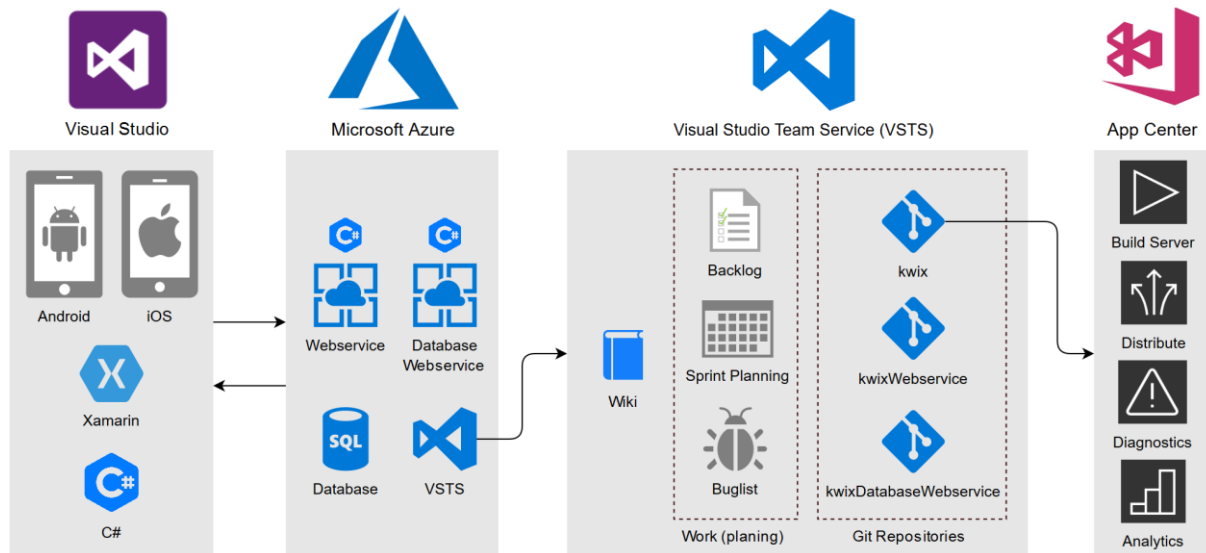 Visual Studio
Microsoft Azure
Visual Studio Team Service (VSTS)
App Center
Android
iOS
Xamarin
C#
C#
C#
C#
Webservice
Database
Webservice
SQL
Database
VSTS
Wiki
Backlog
Sprint Planning
Buglist
Work (planing)
kwix
kwixWebservice
kwixDatabaseWebservice
Git Repositories
Build Server
Distribute
Diagnostics
Analytics